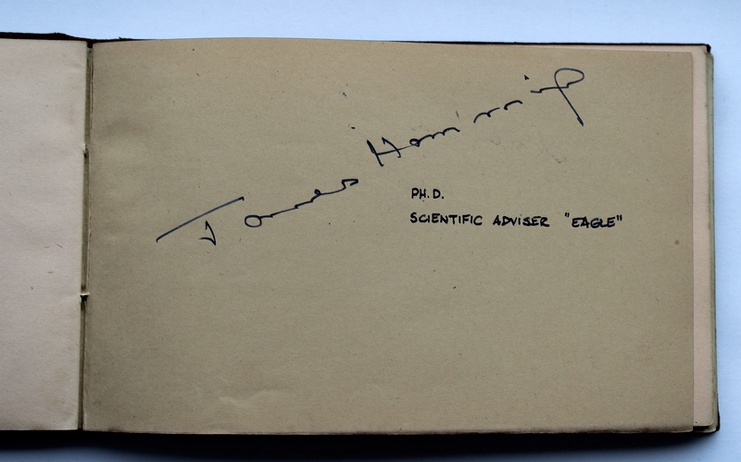 James Hemming
PH.D.
SCIENTIFIC ADVISER "EAGLE"